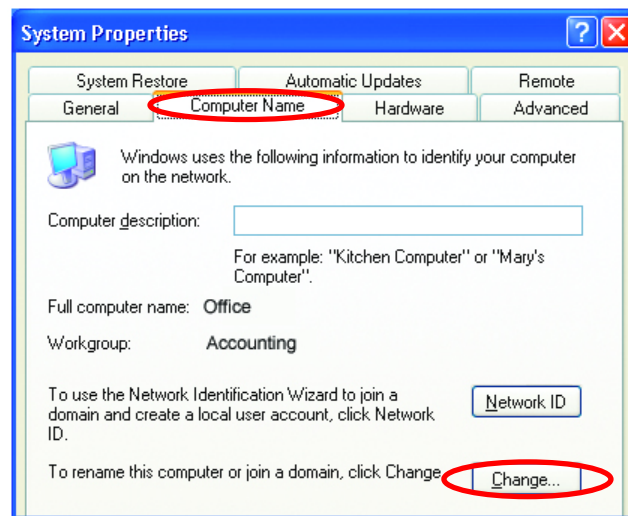 System Properties
System Restore Automatic Updates Remote
General Computer Name Hardware Advanced
Windows uses the following information to identify your computer
on the network.
Computer description:
For example: "Kitchen Computer" or "Mary's
Computer".
Full computer name: Office
Workgroup: Accounting
To use the Network Identification Wizard to join a
domain and create a local user account, click Network
ID.
Network ID
To rename this computer or join a domain, click Change.
Change...